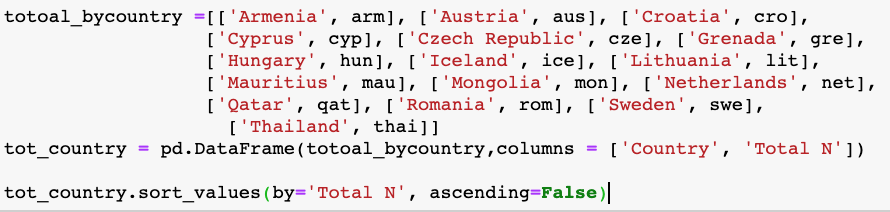 totoal_bycountry =[['Armenia', arm], ['Austria', aus], ['Croatia', cro],
['Cyprus', cyp], ['Czech Republic', cze], ['Grenada', gre],
['Hungary', hun], ['Iceland', ice], ['Lithuania', lit],
['Mauritius', mau], ['Mongolia', mon], ['Netherlands', net],
['Qatar', qat], ['Romania', rom], ['Sweden', swe],
['Thailand', thai]]
tot_country = pd.DataFrame(totoal_bycountry,columns = ['Country', 'Total N'])
tot_country.sort_values(by='Total N', ascending=False)